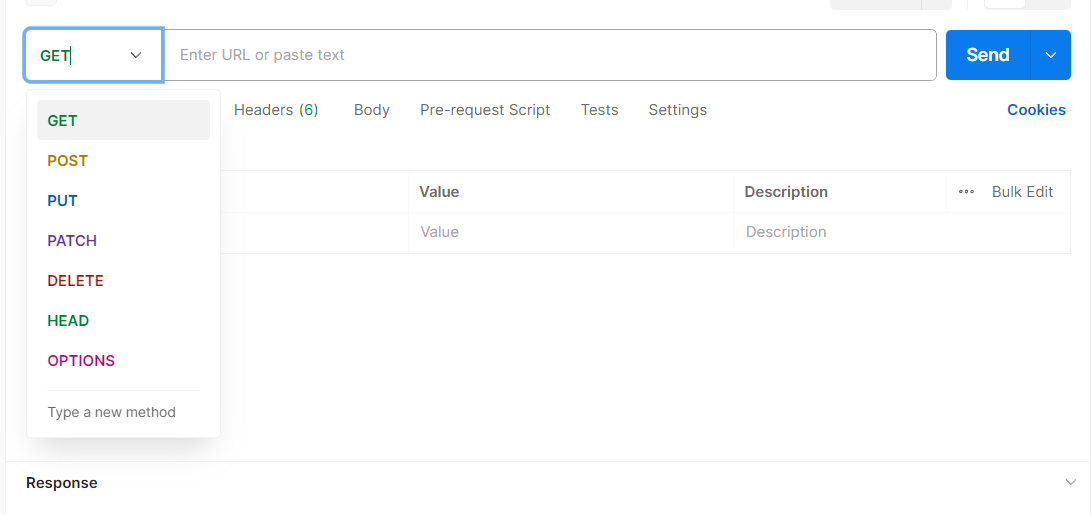 GET Enter URL or paste text Send
Headers (6) Body Pre-request Script Tests Settings Cookies
GET
POST
PUT
PATCH
DELETE
HEAD
OPTIONS
Type a new method
Value Description Bulk Edit
Value Description
Response